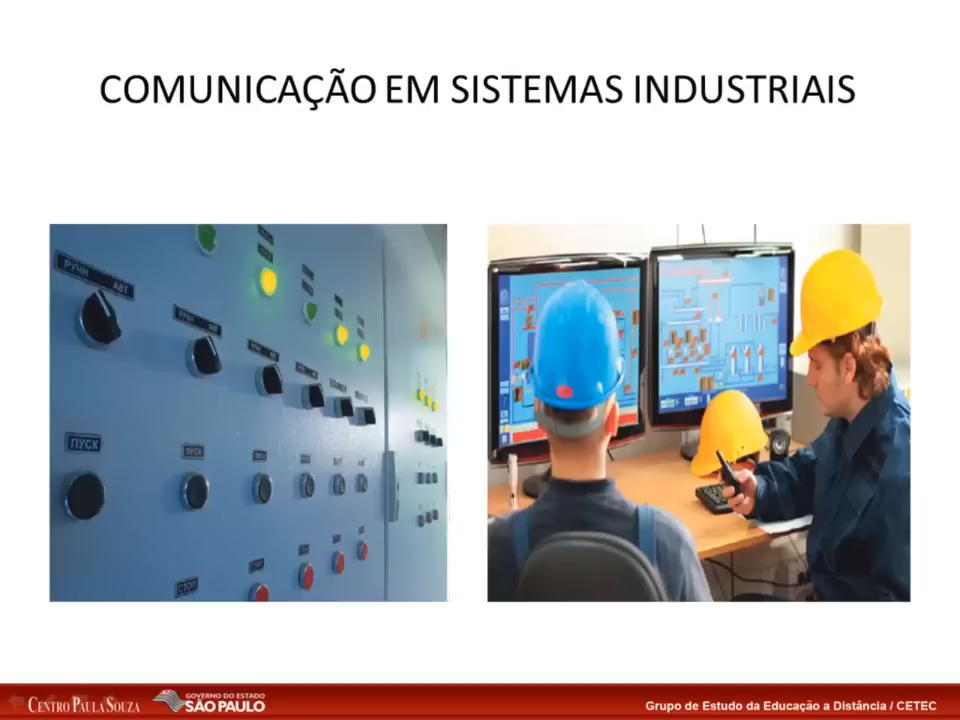 COMUNICAÇÃO EM SISTEMAS INDUSTRIAIS
РУЧН АВТ
ПУСК
ПУСК
СТОП
CENTRO PAULA SOUZA
GOVERNO DO ESTADO
SÃO PAULO
Grupo de Estudo da Educação a Distância / CETEC